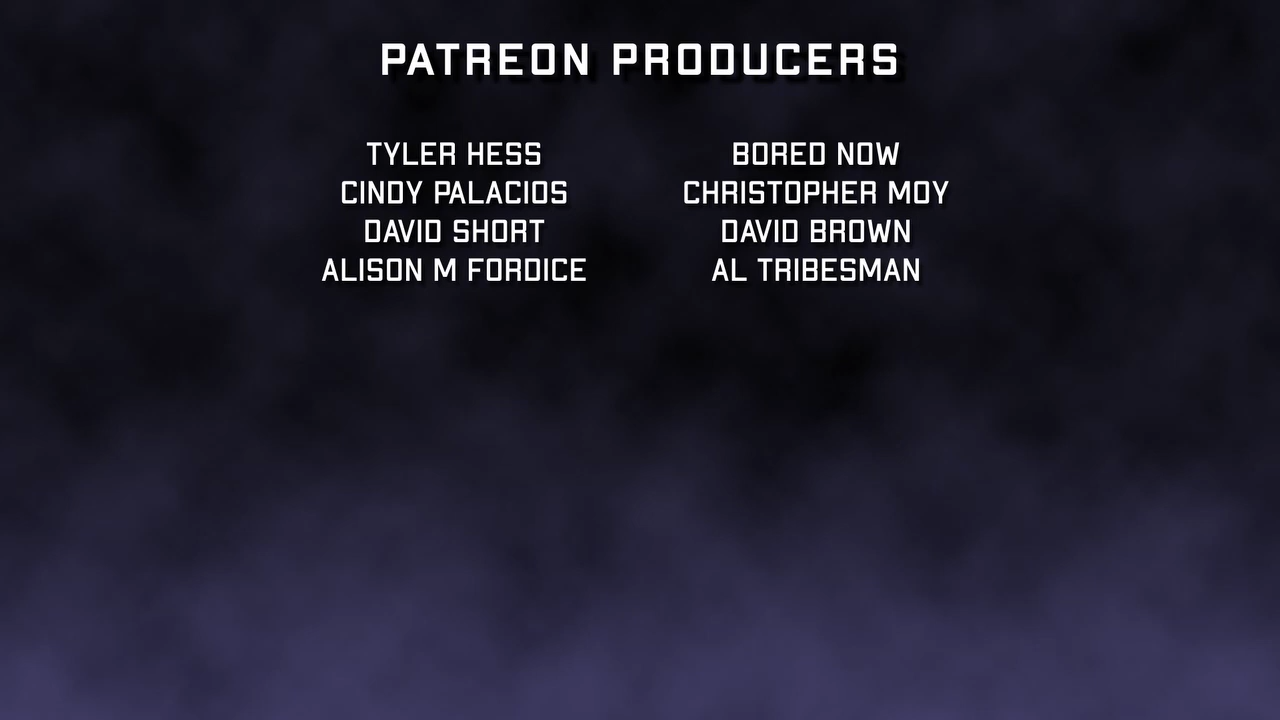 PATREON PRODUCERS
TYLER HESS
CINDY PALACIOS
DAVID SHORT
ALISON M FORDICE
BORED NOW
CHRISTOPHER MOY
DAVID BROWN
AL TRIBESMAN